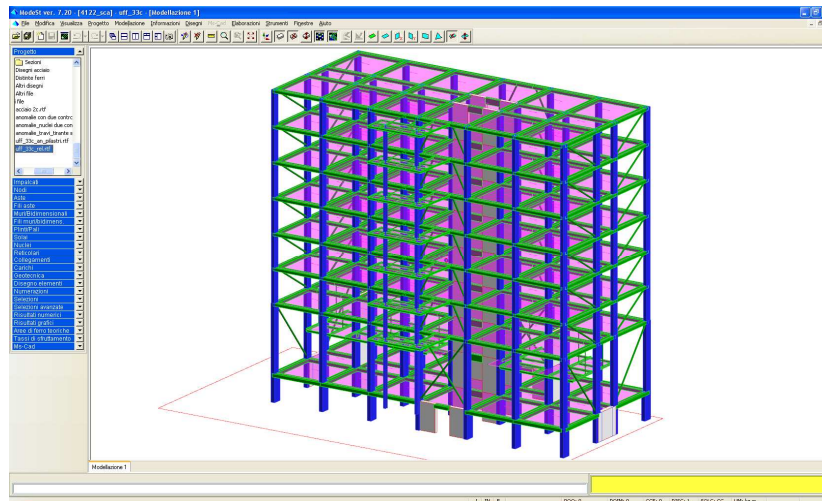 ModeSt ver. 7.20 - [4122_sca] - uff_33c - [Modellazione 1]
File Modifica Visualizza Progetto Modellazione Informazioni Disegni Ms-Cad Elaborazioni Strumenti Finestre Aiuto
Progetto
Sezioni
Disegni acciaio
Distinte ferri
Altri disegni
Altri file
i file
acciaio 2c.rtf
anomalie con due contro
anomalie_nuclei due con
anomalie_travi_tirante s
uff_33c_an_pilastri.rtf
uff_33c_rel.rtf
Impalcati
Nodi
Aste
Fili aste
Muri/Bidimensionali
Fili muri/bidimens.
Plinti/Pali
Solai
Nuclei
Reticolari
Collegamenti
Carichi
Geotecnica
Disegno elementi
Numerazioni
Selezioni
Selezioni avanzate
Risultati numerici
Risultati grafici
Aree di ferro teoriche
Tassi di sfruttamento
Ms-Cad
Modellazione 1